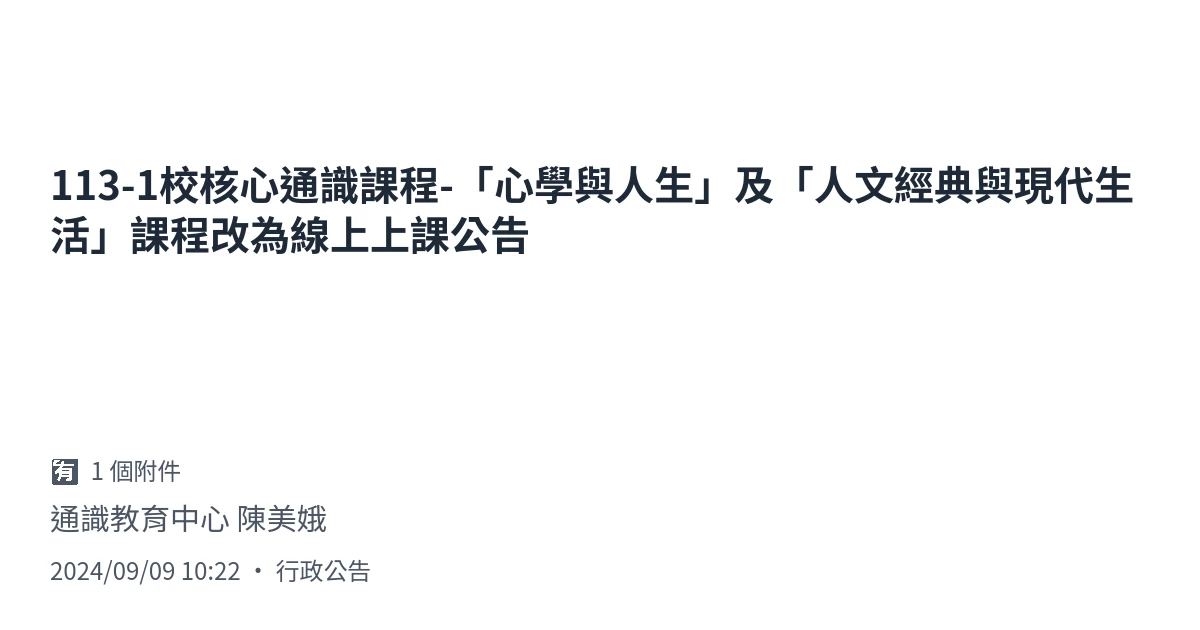 113-1校核心通識課程-「心學與人生」及「人文經典與現代生
活」課程改為線上上課公告
有 1 個附件
通識教育中心 陳美娥
2024/09/09 10:22 ・ 行政公告